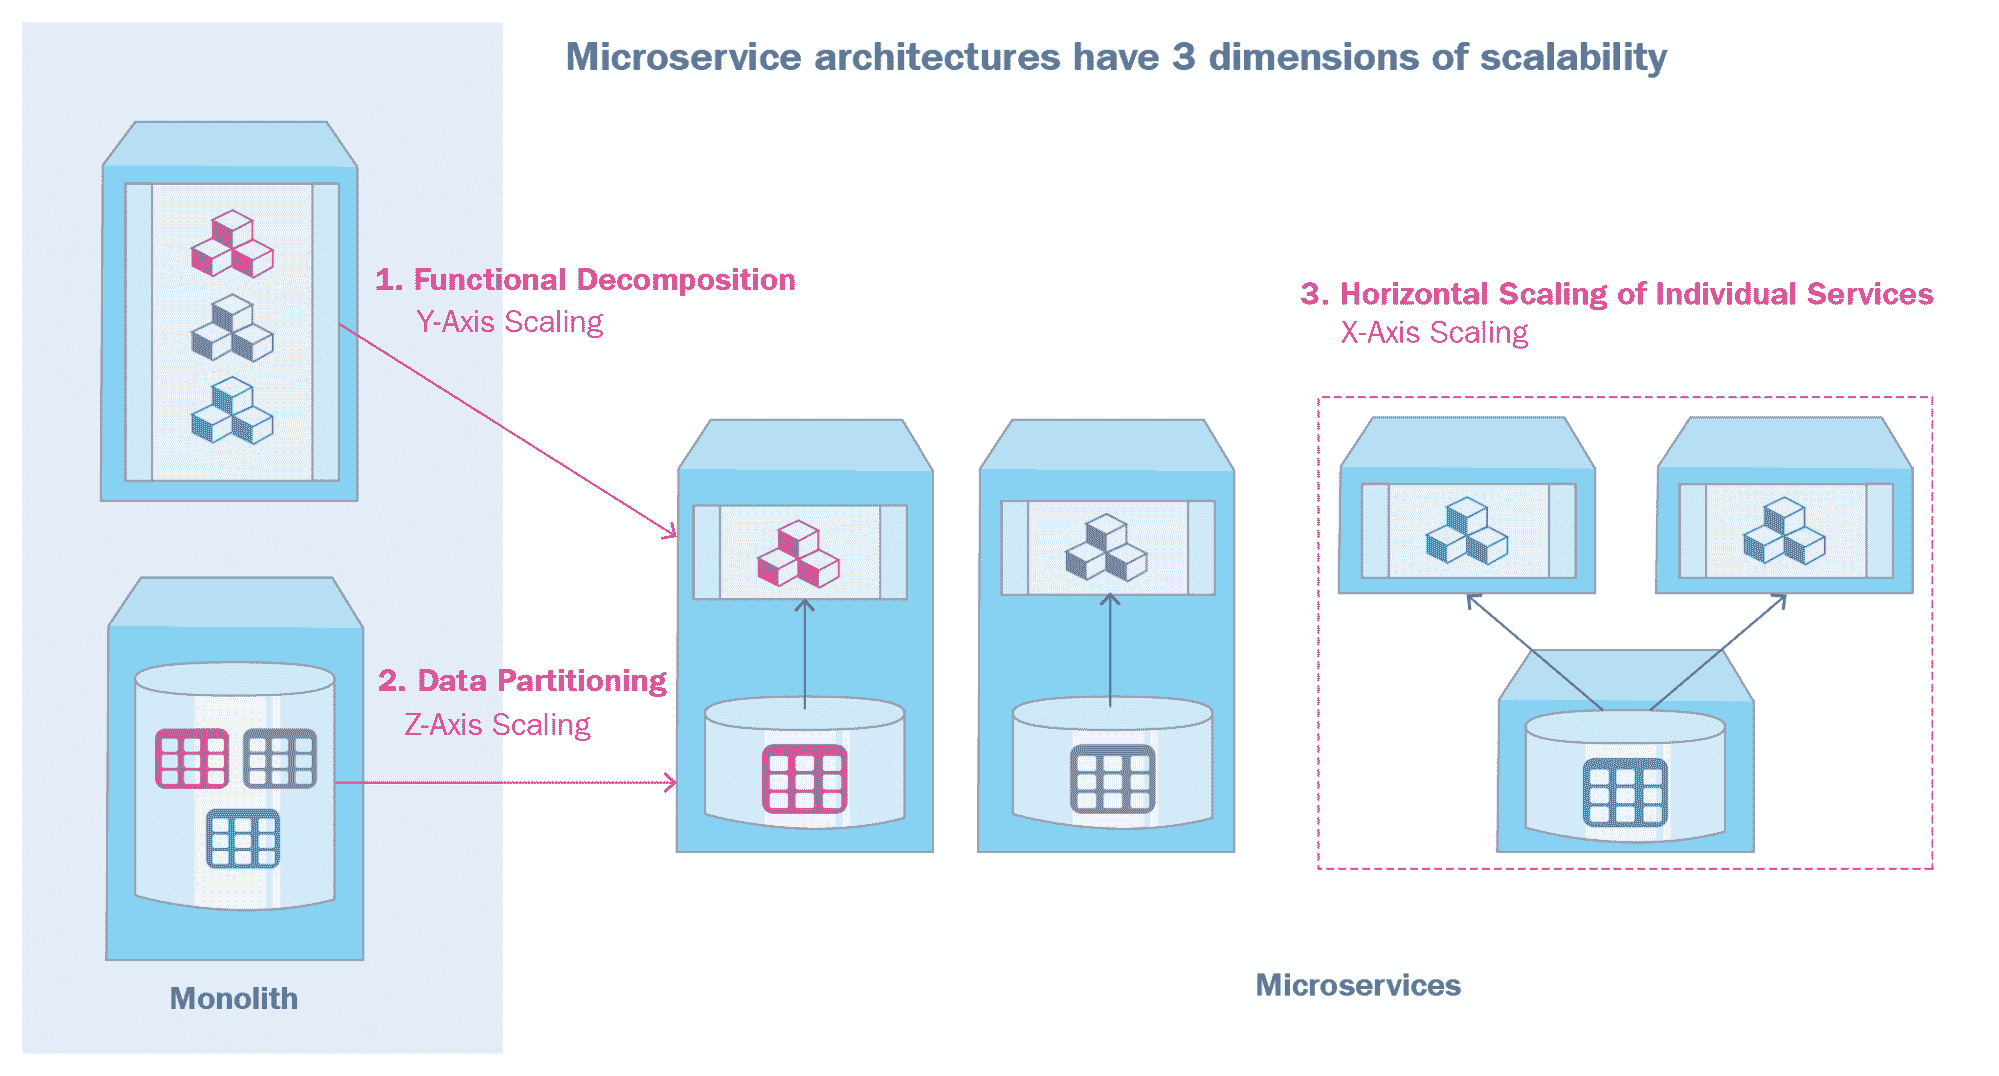 Microservice architectures have 3 dimensions of scalability
1. Functional Decomposition
Y-Axis Scaling
3. Horizontal Scaling of Individual Services
X-Axis Scaling
2. Data Partitioning
Z-Axis Scaling
Monolith
Microservices